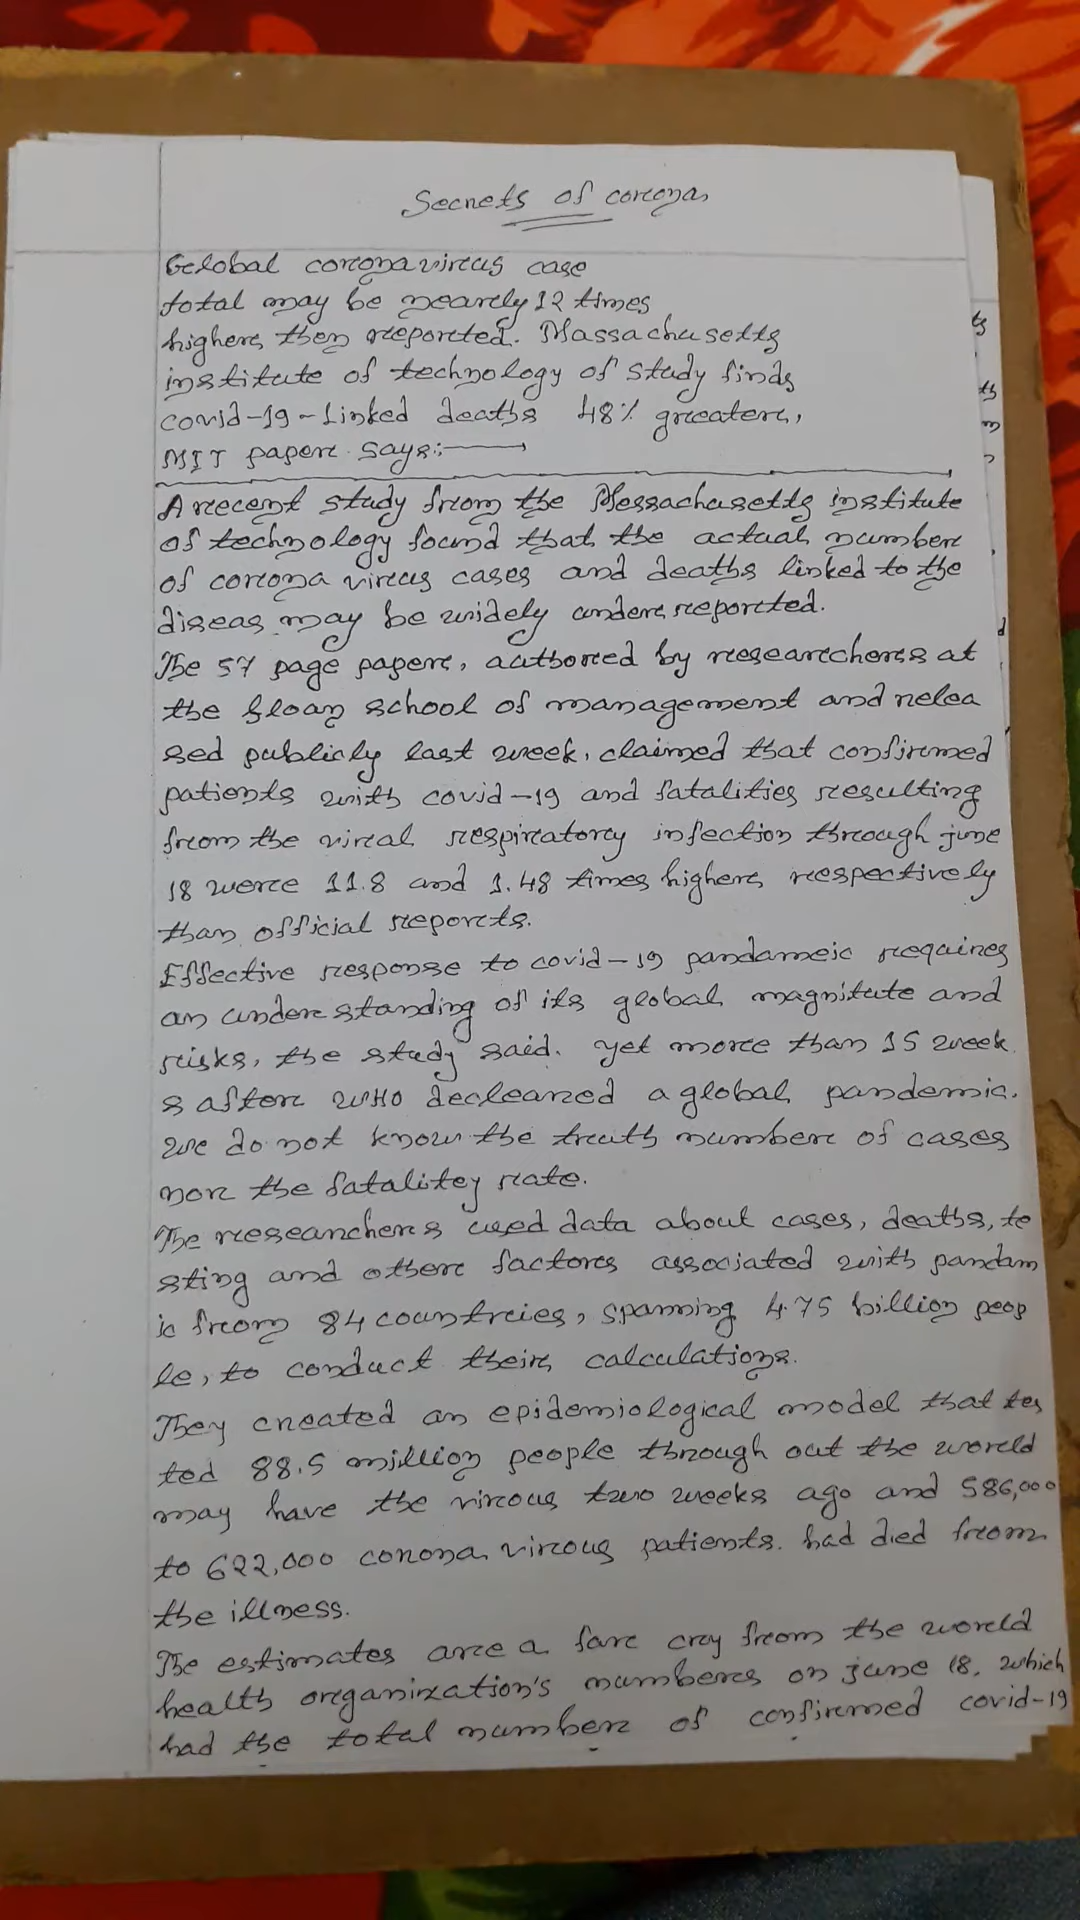 Secrets of corona
Gelobal corona virus case
total may be nearly 12 times
higher then reported. Massachusetts
institute of technology of study finds
covid-19-Linked deaths 48% greater,
MIT paper says:-
A recent study from the Messachusetts institute
of technology found that the actual number
of corona virus cases and deaths linked to the
diseas may be widely under reported.
The 57 page paper, authored by researchers at
the sloan school of management and relea
sed publicly last week, claimed that confirmed
patients with covid-19 and fatalities resulting
from the viral respiratory infection through june
18 were 11.8 and 1.48 times higher respectively
than official reports.
Effective response to covid-19 pandameic requires
an under standing of its global magnitute and
risks, the study said. yet more than 15 week
s after WHO decleared a global pandemic.
we do not know the truth number of cases
nor the fatalitey rate.
The researchers used data about cases, deaths, te
sting and other factors associated with pandam
ic from 84 countries, spanning 4.75 billion peop
le, to conduct their calculations.
They created an epidemiological model that tes
ted 88.5 million people through out the world
may have the virous two weeks ago and 586,000
to 622,000 corona virous patients. had died from
the illness.
The estimates are a far cry from the world
health organization's numbers on june 18. which
had the total number of confirmed covid-19